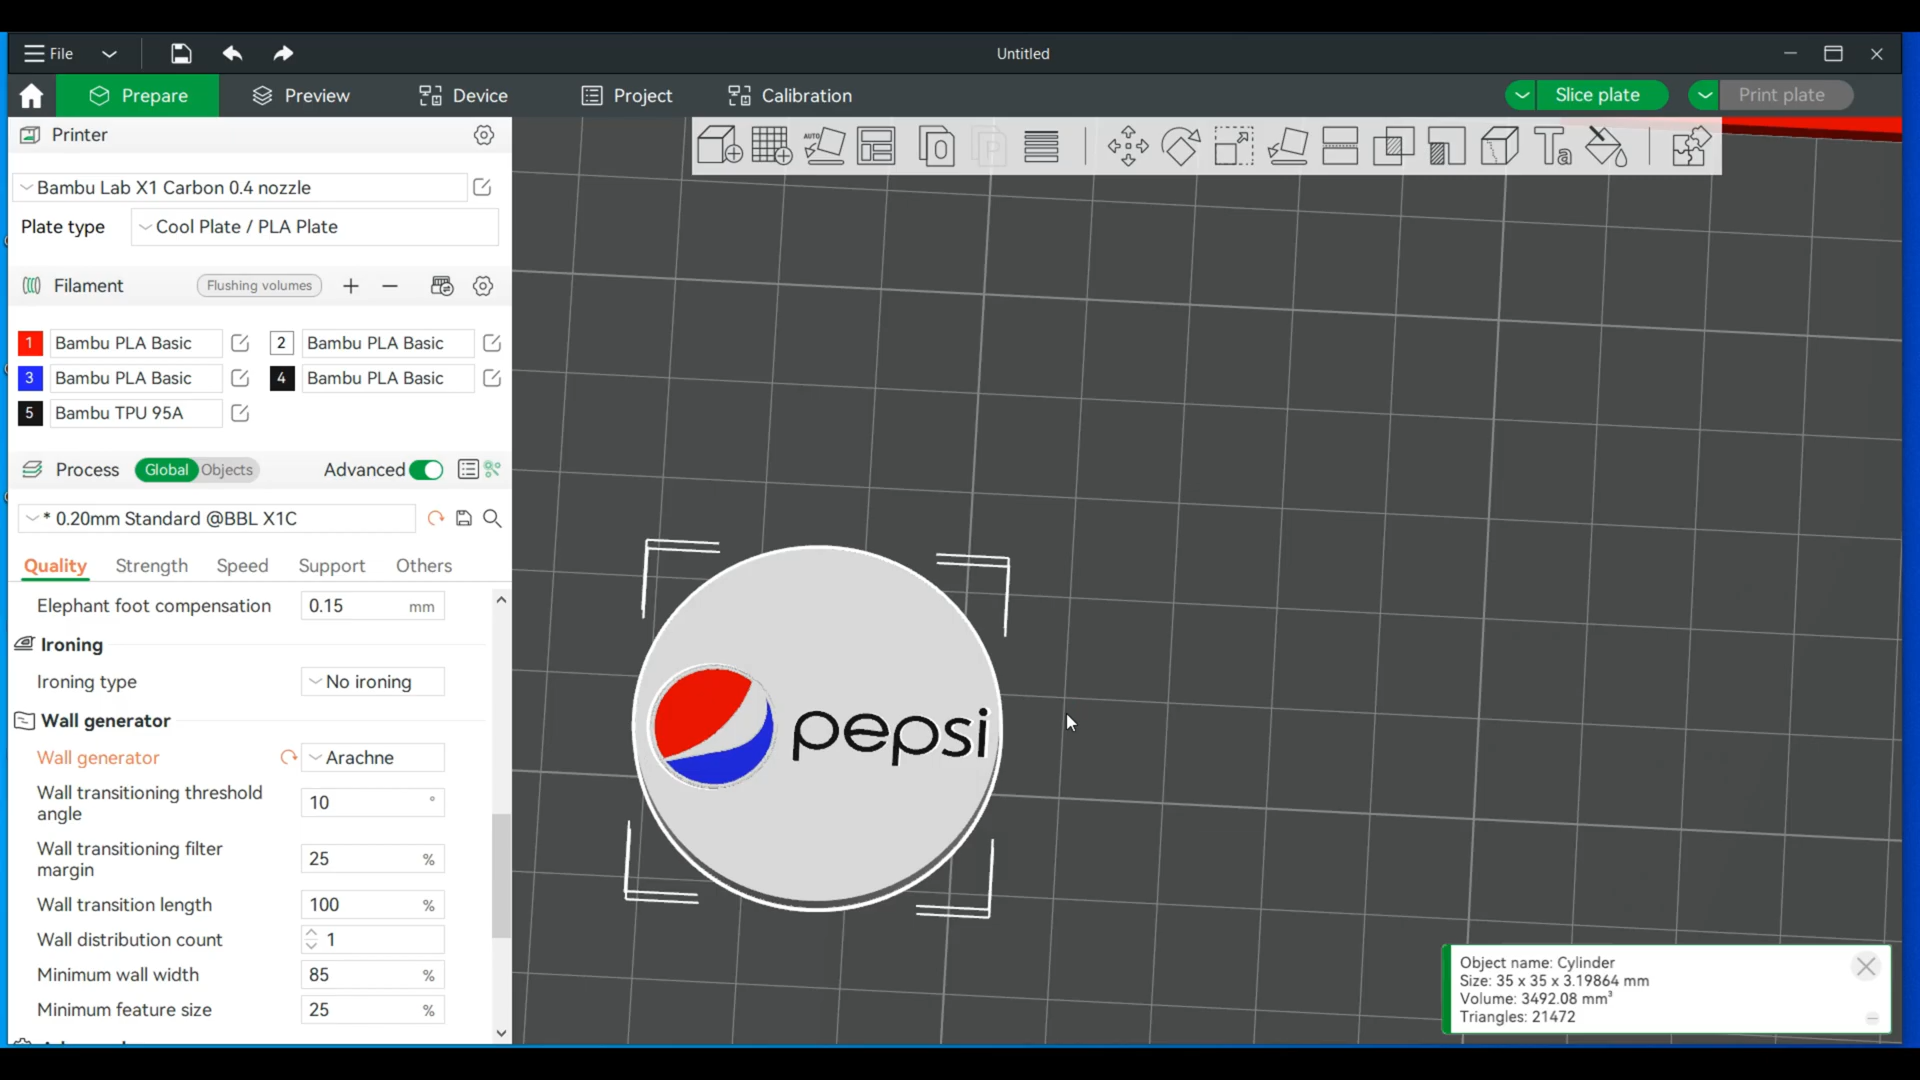 File
Untitled
Prepare
Preview
Device
Project
Calibration
Slice plate
Print plate
Printer
Bambu Lab X1 Carbon 0.4 nozzle
Plate type
Cool Plate / PLA Plate
AUTO
0
P
Ta
Filament
Flushing volumes
1 Bambu PLA Basic
2 Bambu PLA Basic
3 Bambu PLA Basic
4 Bambu PLA Basic
5 Bambu TPU 95A
Process
Global
Objects
Advanced
* 0.20mm Standard @BBL X1C
Quality
Strength
Speed
Support
Others
Elephant foot compensation 0.15 mm
Ironing
Ironing type No ironing
Wall generator
Wall generator Arachne
Wall transitioning threshold
angle
10 °
Wall transitioning filter
margin
25 %
Wall transition length 100 %
Wall distribution count 1
Minimum wall width 85 %
Minimum feature size 25 %
pepsi
Object name: Cylinder
Size: 35 x 35 x 3.19864 mm
Volume: 3492.08 mm³
Triangles: 21472